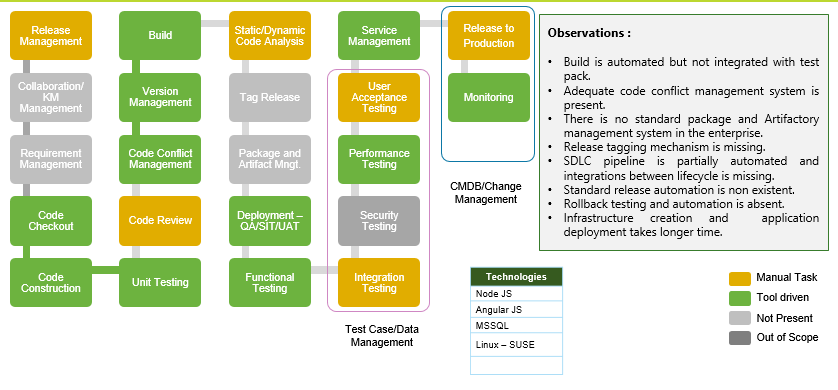 Release
Management
Build
Static/Dynamic
Code Analysis
Service
Management
Release to
Production
Collaboration/
KM
Management
Version
Management
Tag Release
User
Acceptance
Testing
Monitoring
Requirement
Management
Code Conflict
Management
Package and
Artifact Mngt.
Performance
Testing
Code
Checkout
Code Review
Deployment –
QA/SIT/UAT
Security
Testing
Code
Construction
Unit Testing
Functional
Testing
Integration
Testing
CMDB/Change
Management
Test Case/Data
Management
Observations :
• Build is automated but not integrated with test
pack.
• Adequate code conflict management system is
present.
• There is no standard package and Artifactory
management system in the enterprise.
• Release tagging mechanism is missing.
• SDLC pipeline is partially automated and
integrations between lifecycle is missing.
• Standard release automation is non existent.
• Rollback testing and automation is absent.
• Infrastructure creation and application
deployment takes longer time.
Technologies
Node JS
Angular JS
MSSQL
Linux – SUSE
Manual Task
Tool driven
Not Present
Out of Scope